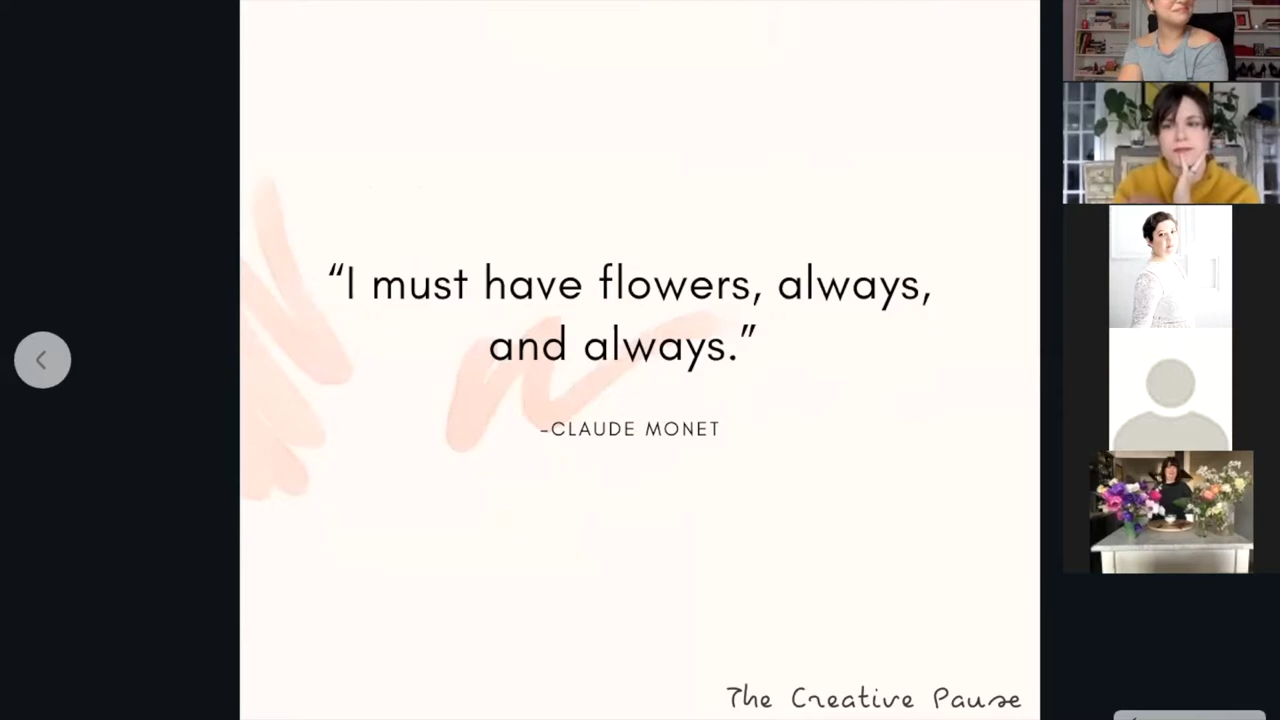 “I must have flowers, always,
and always.”
-CLAUDE MONET
The Creative Pause